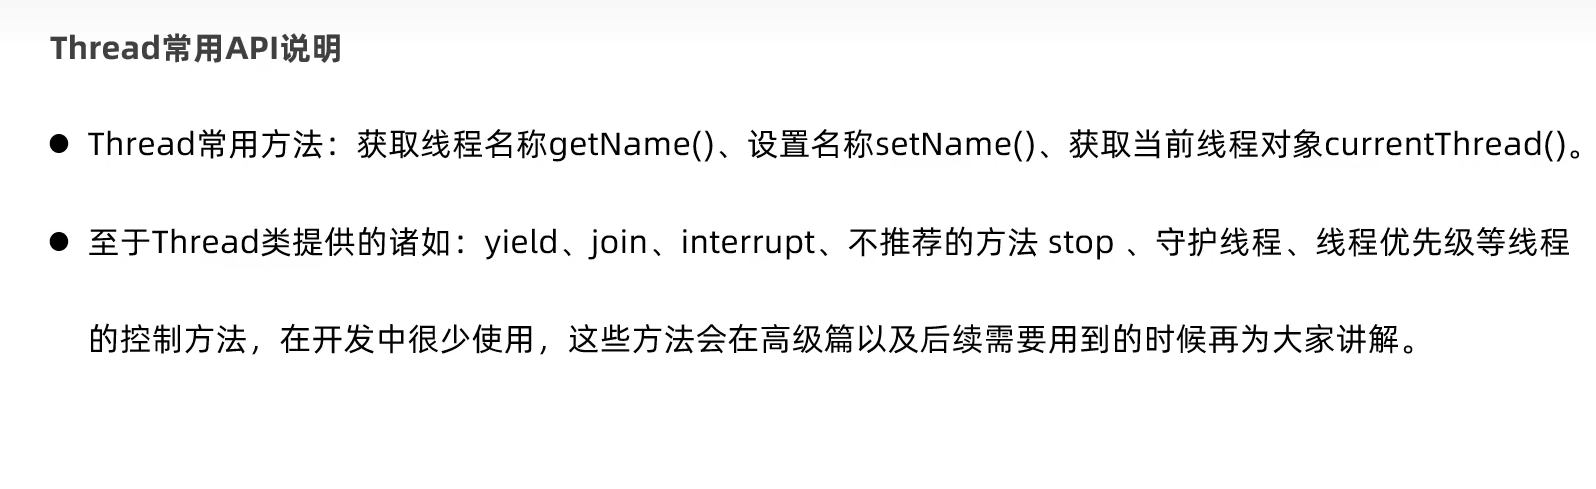 Thread常用API说明
● Thread常用方法：获取线程名称getName()、设置名称setName()、获取当前线程对象currentThread()。
● 至于Thread类提供的诸如：yield、join、interrupt、不推荐的方法 stop 、守护线程、线程优先级等线程
的控制方法，在开发中很少使用，这些方法会在高级篇以及后续需要用到的时候再为大家讲解。